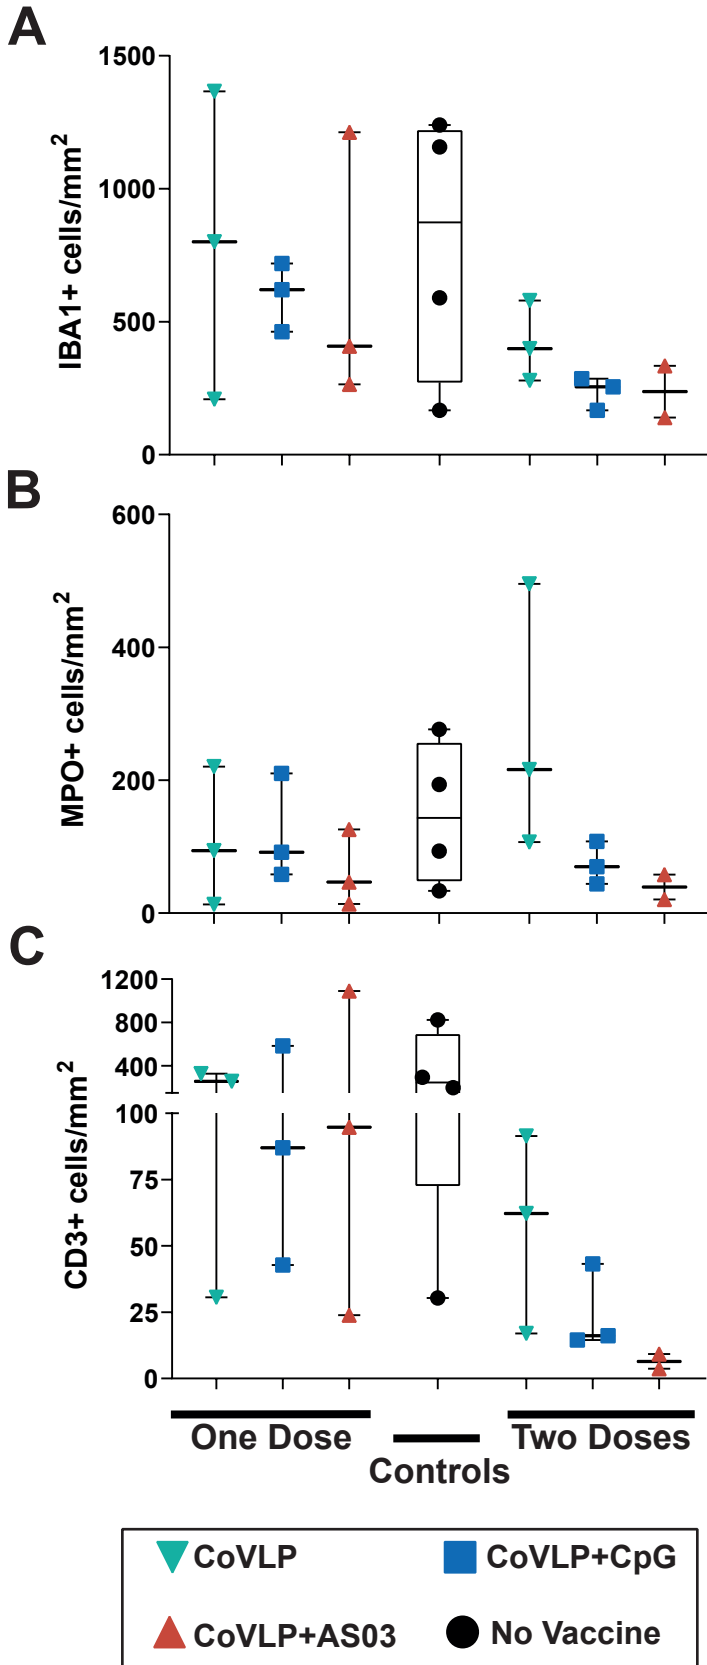 A
1500
1000
500
0
IBA1+ cells/mm²
B
600
400
200
0
MPO+ cells/mm²
C
1200
800
400
100
75
50
25
0
CD3+ cells/mm²
One Dose
Controls
Two Doses
CoVLP
CoVLP+CpG
CoVLP+AS03
No Vaccine